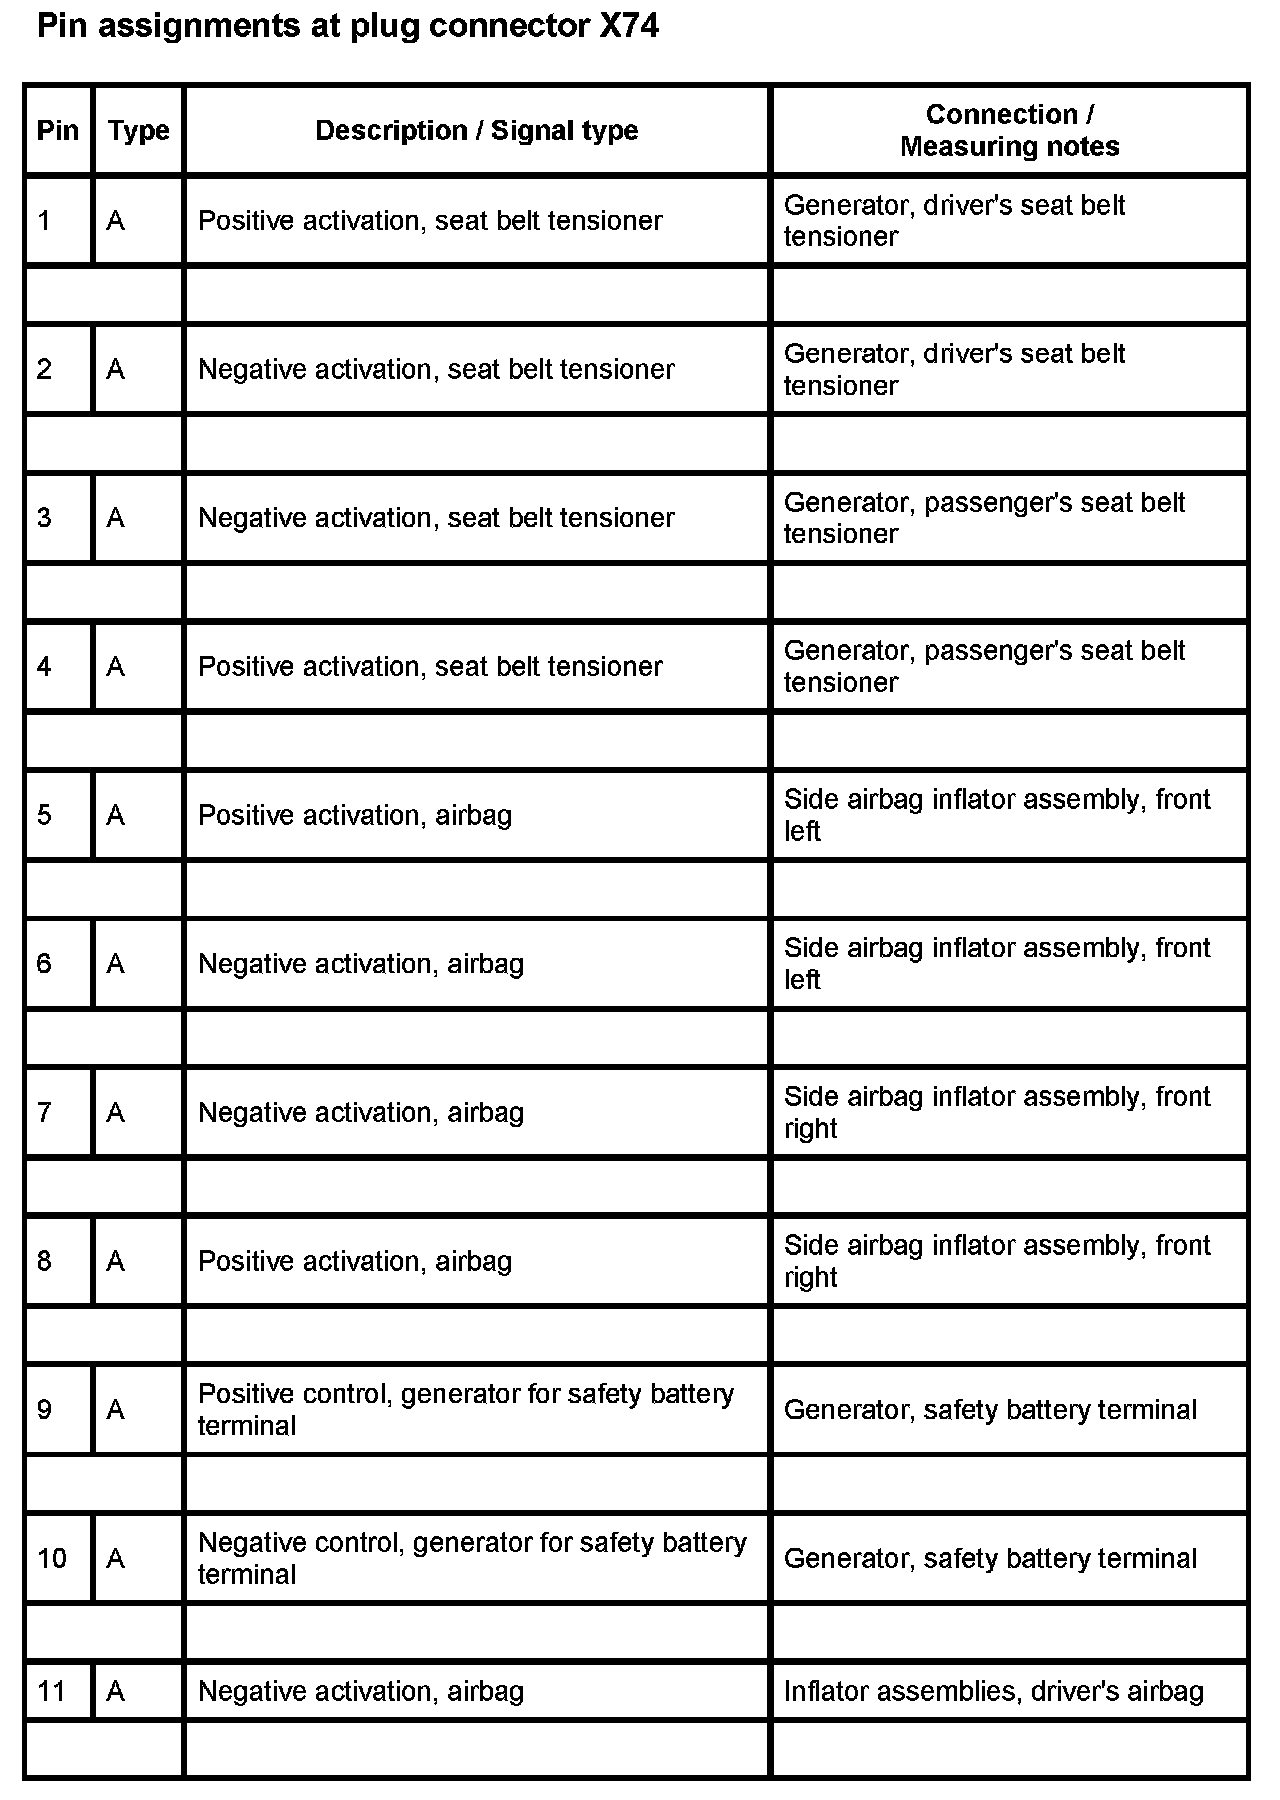 Pin assignments at plug connector X74
Pin Type Description / Signal type Connection /
Measuring notes
1 A Positive activation, seat belt tensioner Generator, driver's seat belt
tensioner
2 A Negative activation, seat belt tensioner Generator, driver's seat belt
tensioner
3 A Negative activation, seat belt tensioner Generator, passenger's seat belt
tensioner
4 A Positive activation, seat belt tensioner Generator, passenger's seat belt
tensioner
5 A Positive activation, airbag Side airbag inflator assembly, front
left
6 A Negative activation, airbag Side airbag inflator assembly, front
left
7 A Negative activation, airbag Side airbag inflator assembly, front
right
8 A Positive activation, airbag Side airbag inflator assembly, front
right
9 A Positive control, generator for safety battery
terminal Generator, safety battery terminal
10 A Negative control, generator for safety battery
terminal Generator, safety battery terminal
11 A Negative activation, airbag Inflator assemblies, driver's airbag